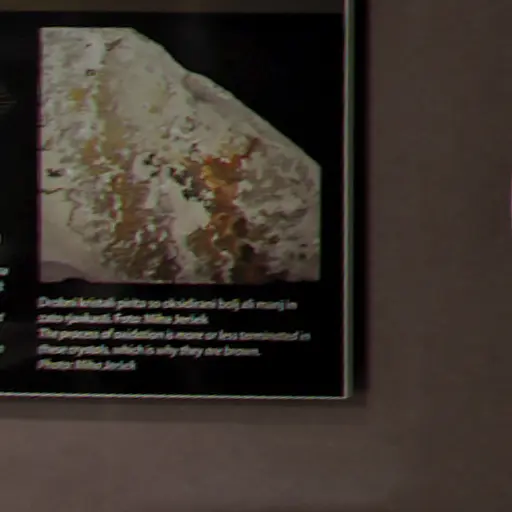 Drobni kristali pirita so oksidirani bolj ali manj in
zato rjavkasti. Foto: Miha Jeršek
The process of oxidation is more or less terminated in
these crystals, which is why they are brown.
Photo: Miha Jeršek